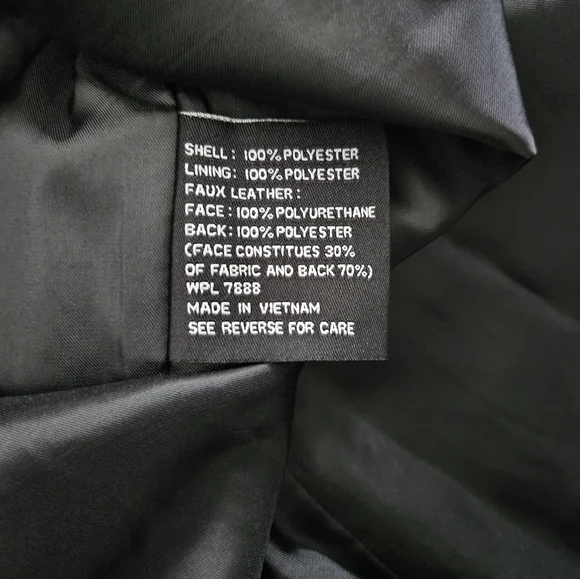 SHELL: 100% POLYESTER
LINING: 100% POLYESTER
FAUX LEATHER:
FACE: 100% POLYURETHANE
BACK: 100% POLYESTER
(FACE CONSTITUES 30%
OF FABRIC AND BACK 70%)
WPL 7888
MADE IN VIETNAM
SEE REVERSE FOR CARE